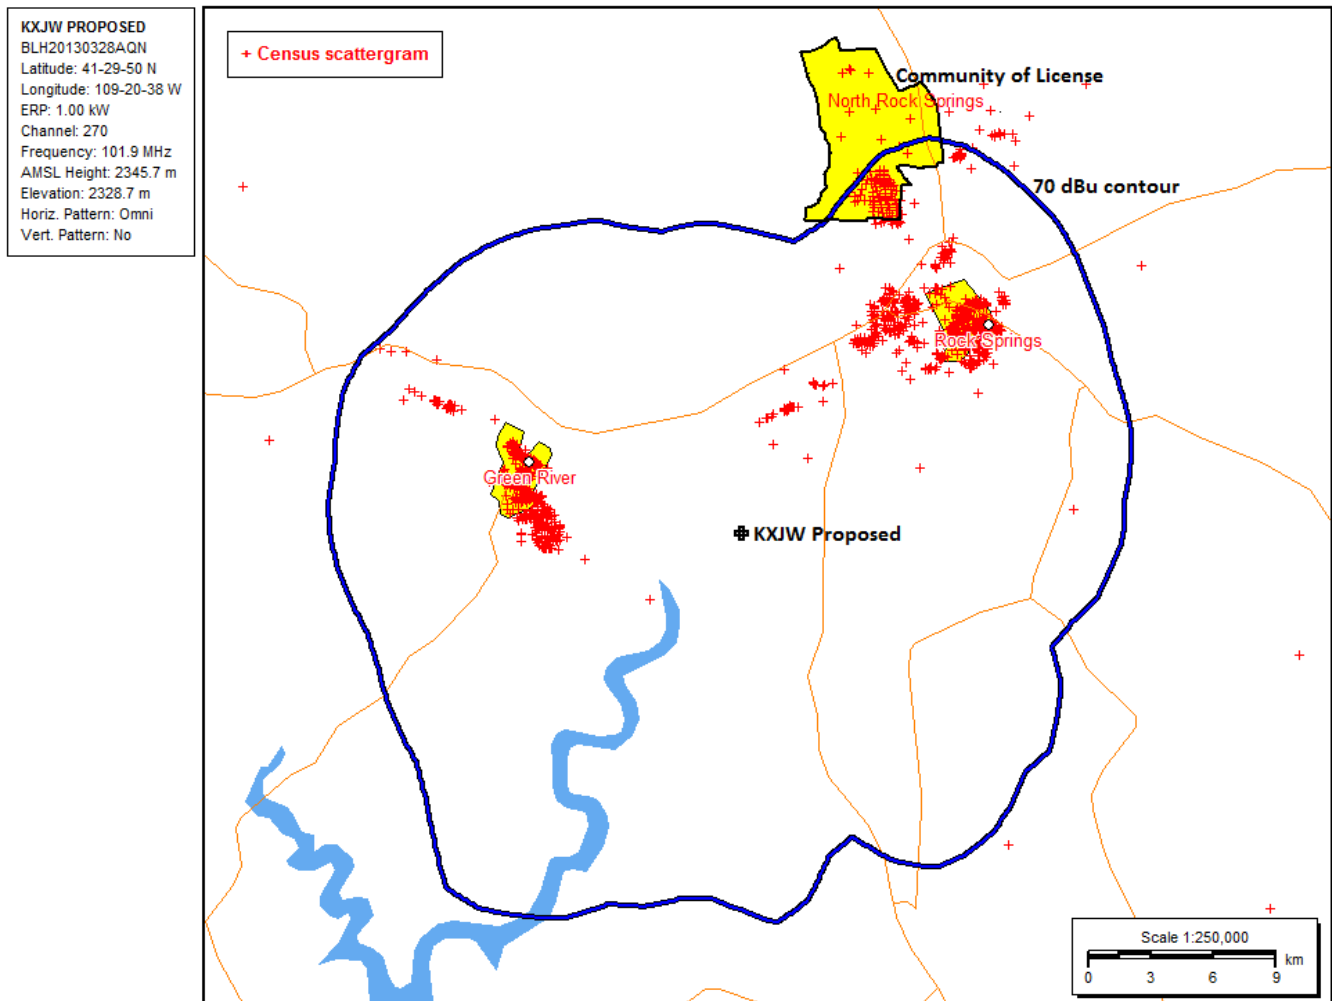 KXJW PROPOSED
BLH20130328AQN
Latitude: 41-29-50 N
Longitude: 109-20-38 W
ERP: 1.00 kW
Channel: 270
Frequency: 101.9 MHz
AMSL Height: 2345.7 m
Elevation: 2328.7 m
Horiz. Pattern: Omni
Vert. Pattern: No
+ Census scattergram
Community of License
North Rock Springs
70 dBu contour
Rock Springs
Green River
KXJW Proposed
Scale 1:250,000
km
0 3 6 9